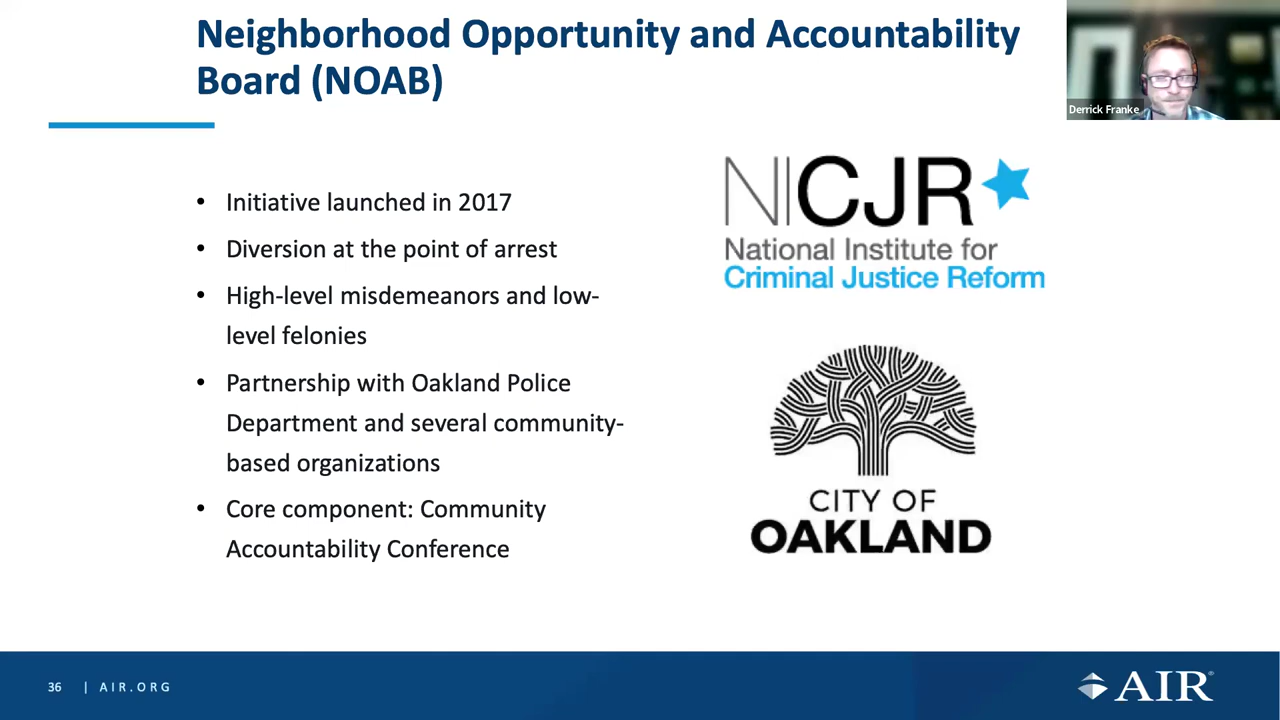 Neighborhood Opportunity and Accountability
Board (NOAB)
Derrick Franke
• Initiative launched in 2017
• Diversion at the point of arrest
• High-level misdemeanors and low-
level felonies
• Partnership with Oakland Police
Department and several community-
based organizations
• Core component: Community
Accountability Conference
NICJR
National Institute for
Criminal Justice Reform
CITY OF
OAKLAND
36 | AIR.ORG
AIR®